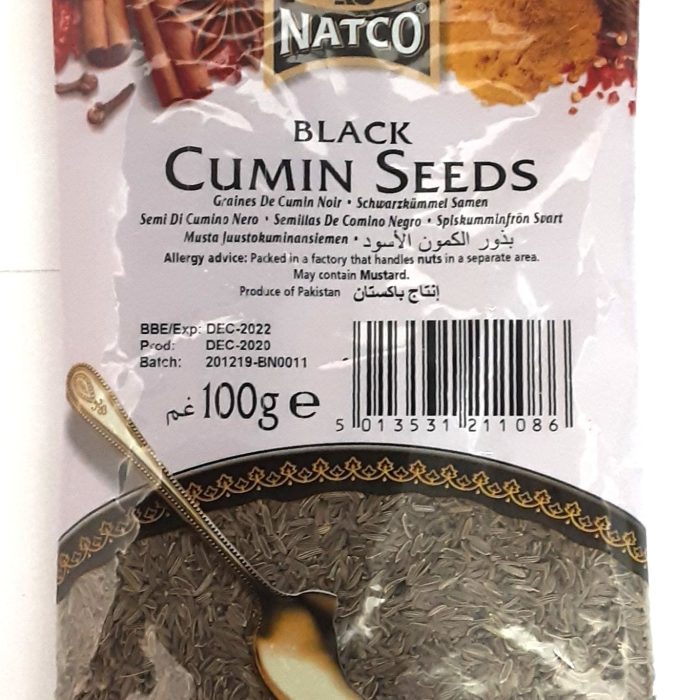 NATCO®
BLACK
CUMIN SEEDS
Graines De Cumin Noir • Schwarzkümmel Samen
Semi Di Cumino Nero • Semillas De Comino Negro • Spiskumminfrön Svart
Musta Juustokuminansiemen • بذور الكمون الأسود
Allergy advice: Packed in a factory that handles nuts in a separate area.
May contain Mustard.
Produce of Pakistan إنتاج باكستان
BBE/Exp: DEC-2022
Prod: DEC-2020
Batch: 201219-BN0011
غم 100g e
5 013531 211086